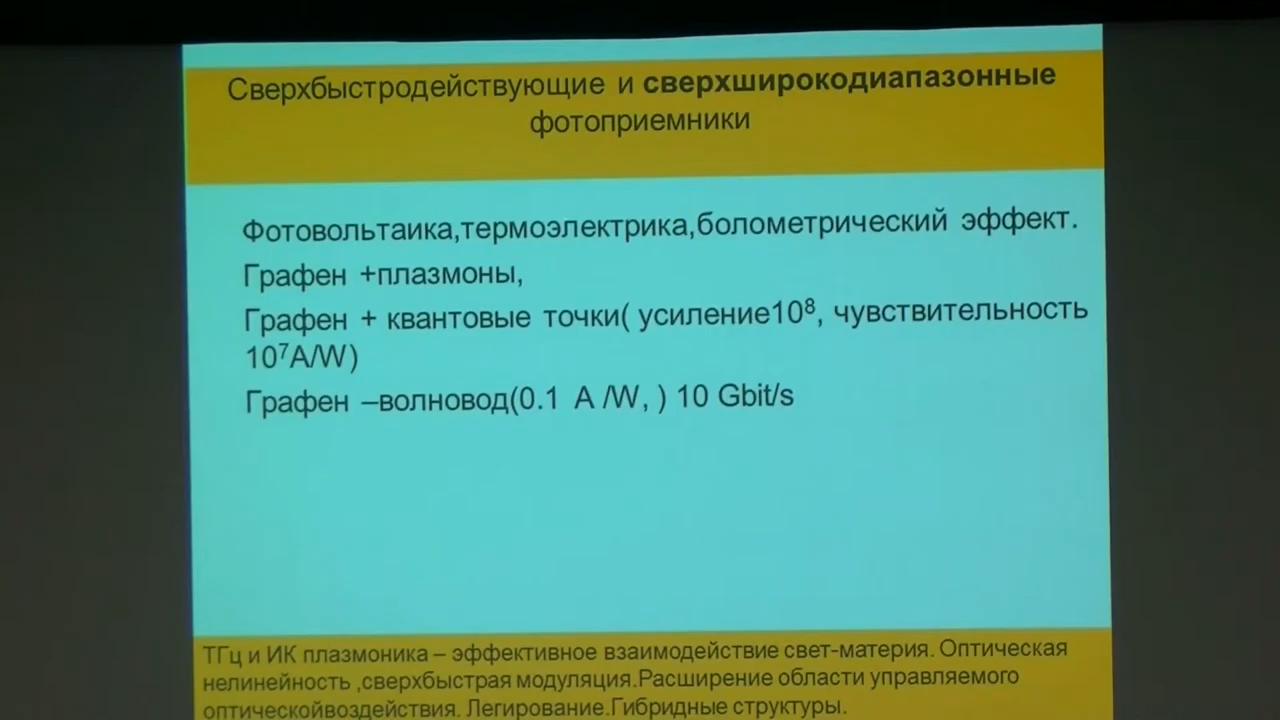 Сверхбыстродействующие и сверхширокодиапазонные
фотоприемники
Фотовольтаика,термоэлектрика,болометрический эффект.
Графен +плазмоны,
Графен + квантовые точки( усиление10⁸, чувствительность
10⁷A/W)
Графен –волновод(0.1 A /W, ) 10 Gbit/s
ТГц и ИК плазмоника – эффективное взаимодействие свет-материя. Оптическая
нелинейность ,сверхбыстрая модуляция.Расширение области управляемого
оптическойвоздействия. Легирование.Гибридные структуры.